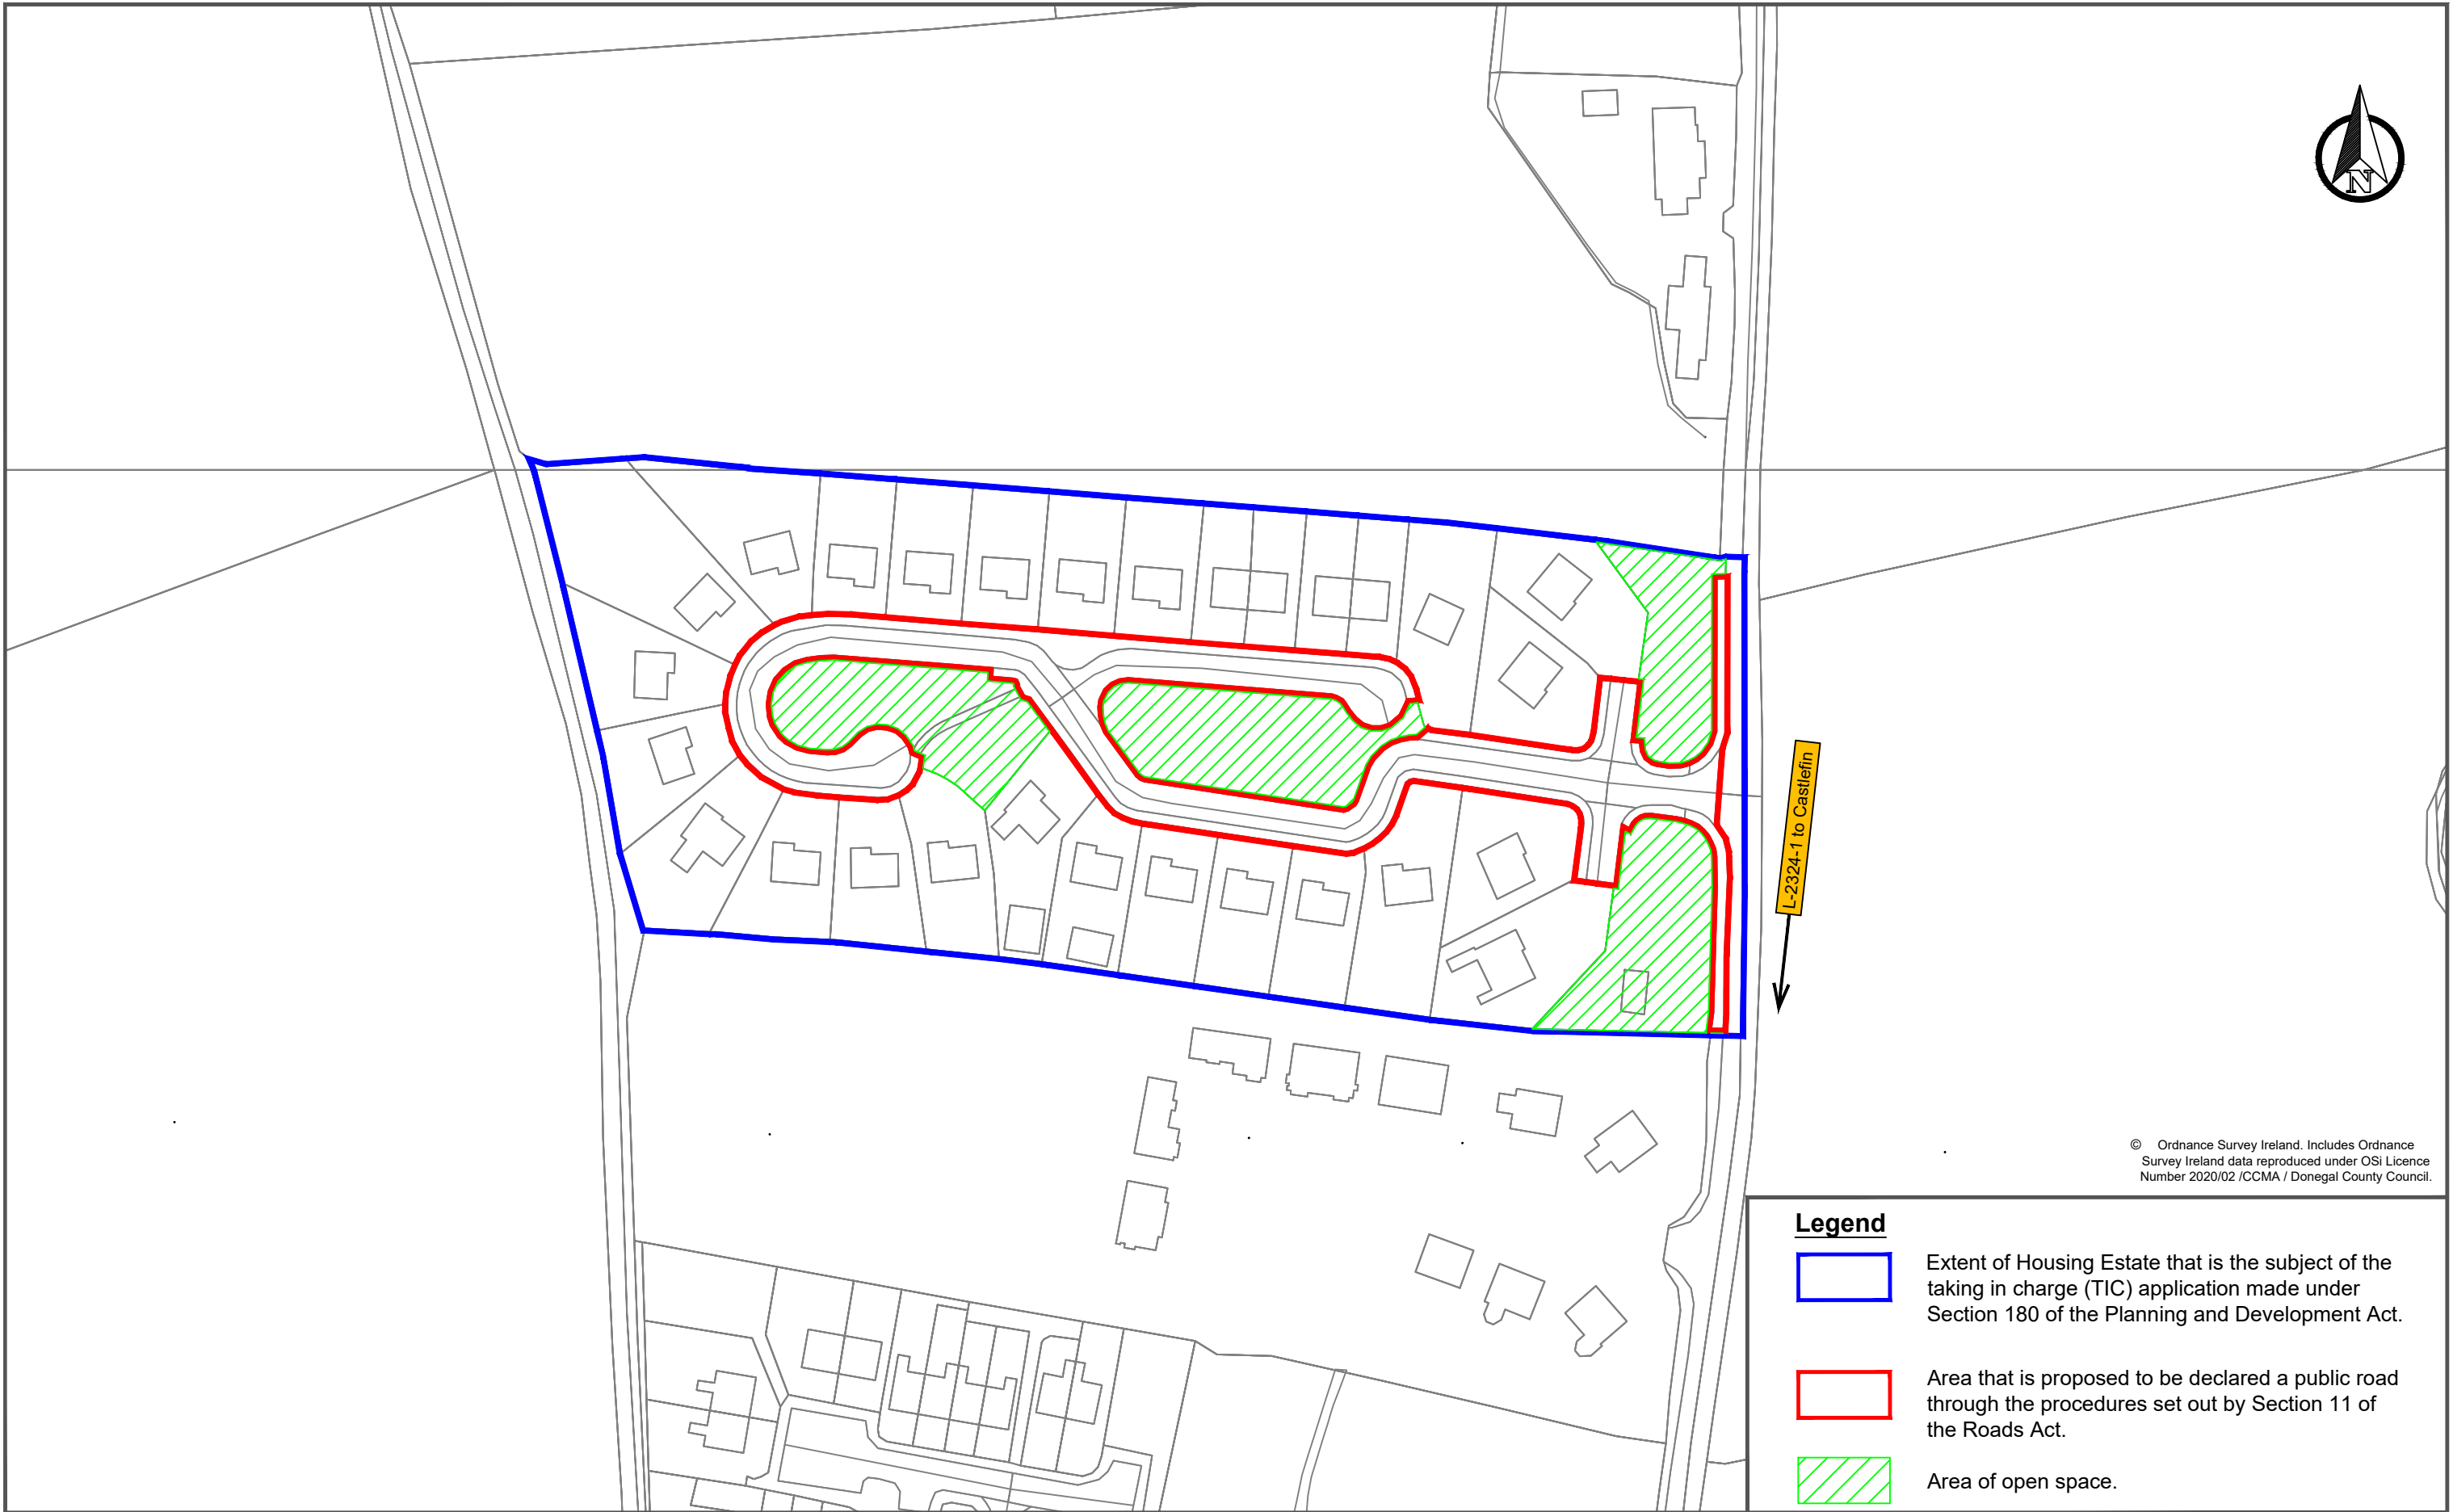 N
L-2324-1 to Castlefin
© Ordnance Survey Ireland. Includes Ordnance
Survey Ireland data reproduced under OSi Licence
Number 2020/02 /CCMA / Donegal County Council.
Legend
Extent of Housing Estate that is the subject of the
taking in charge (TIC) application made under
Section 180 of the Planning and Development Act.
Area that is proposed to be declared a public road
through the procedures set out by Section 11 of
the Roads Act.
Area of open space.